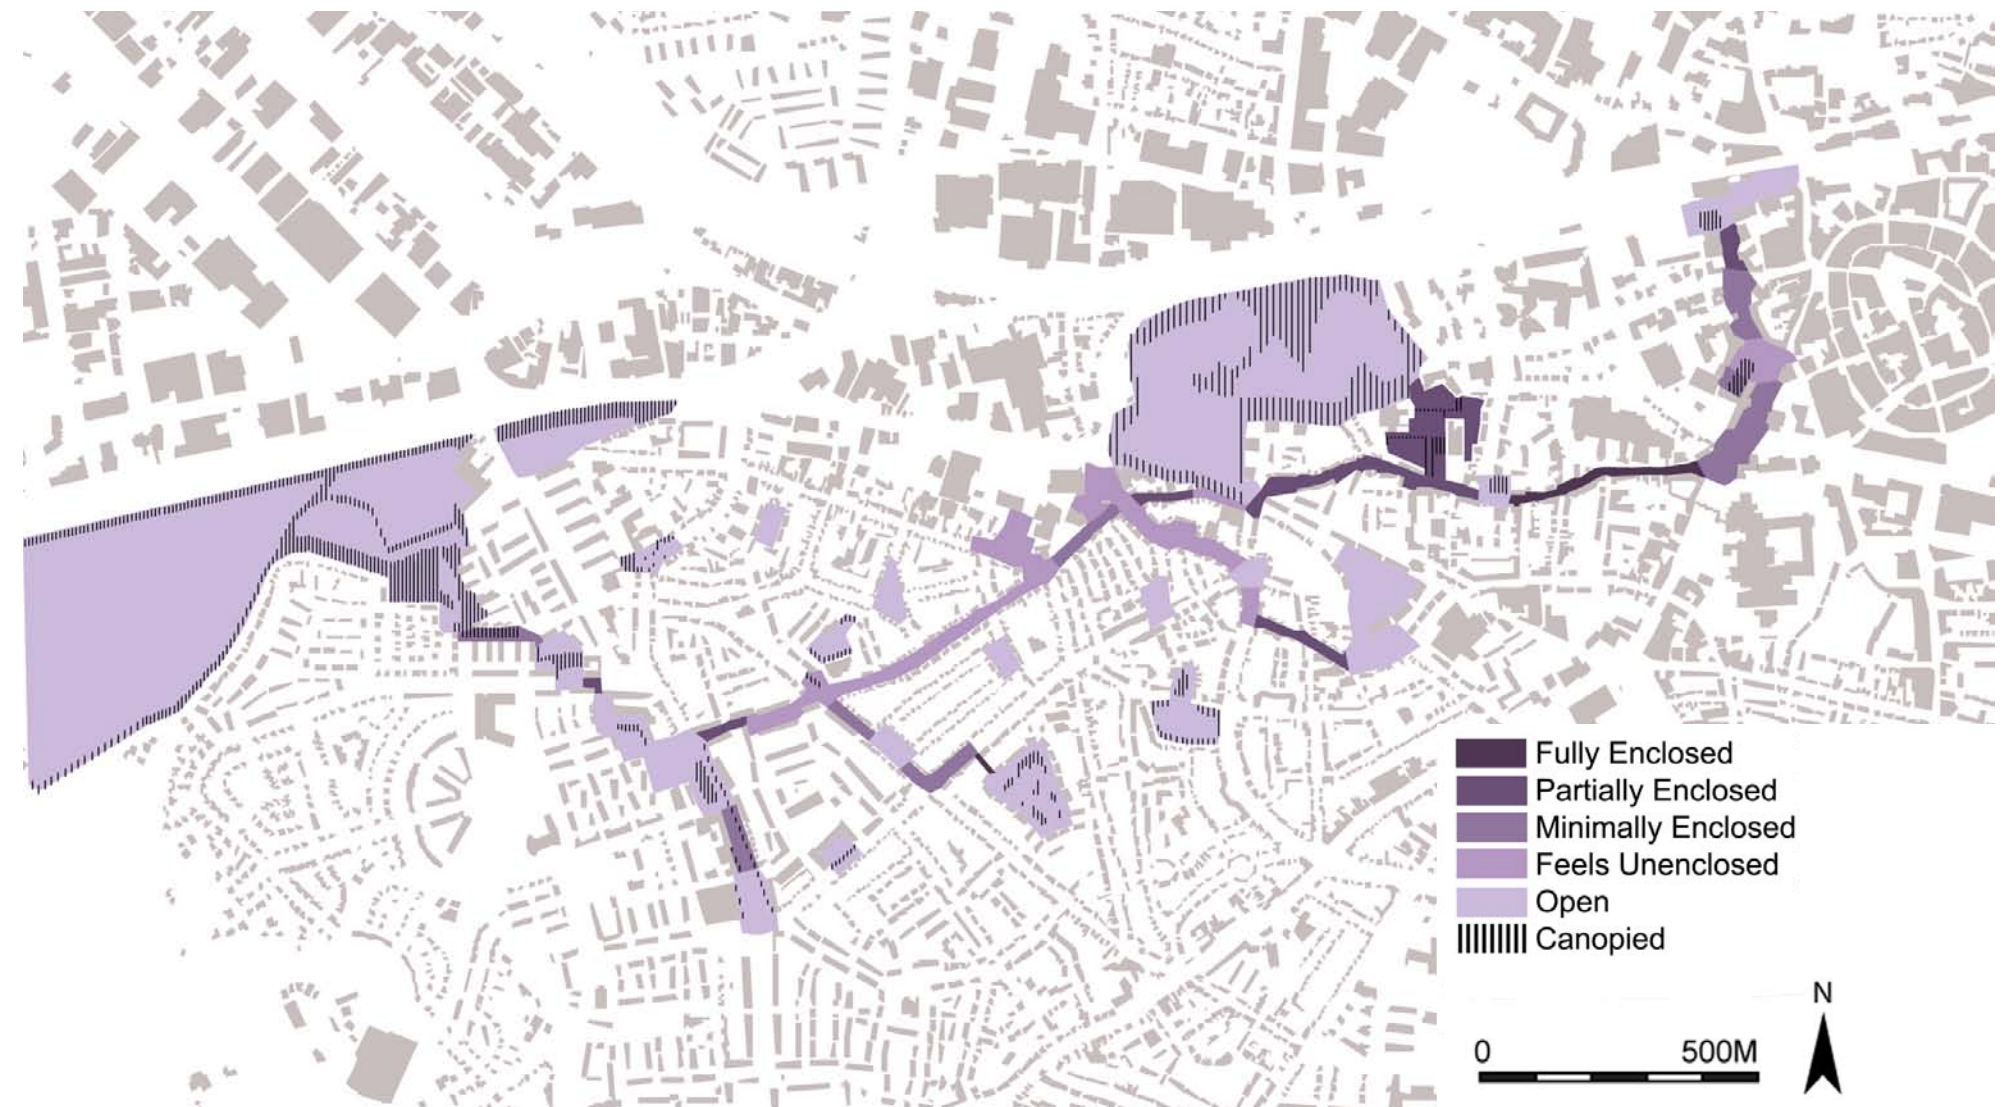 Fully Enclosed
Partially Enclosed
Minimally Enclosed
Feels Unenclosed
Open
Canopied
N
0 500M